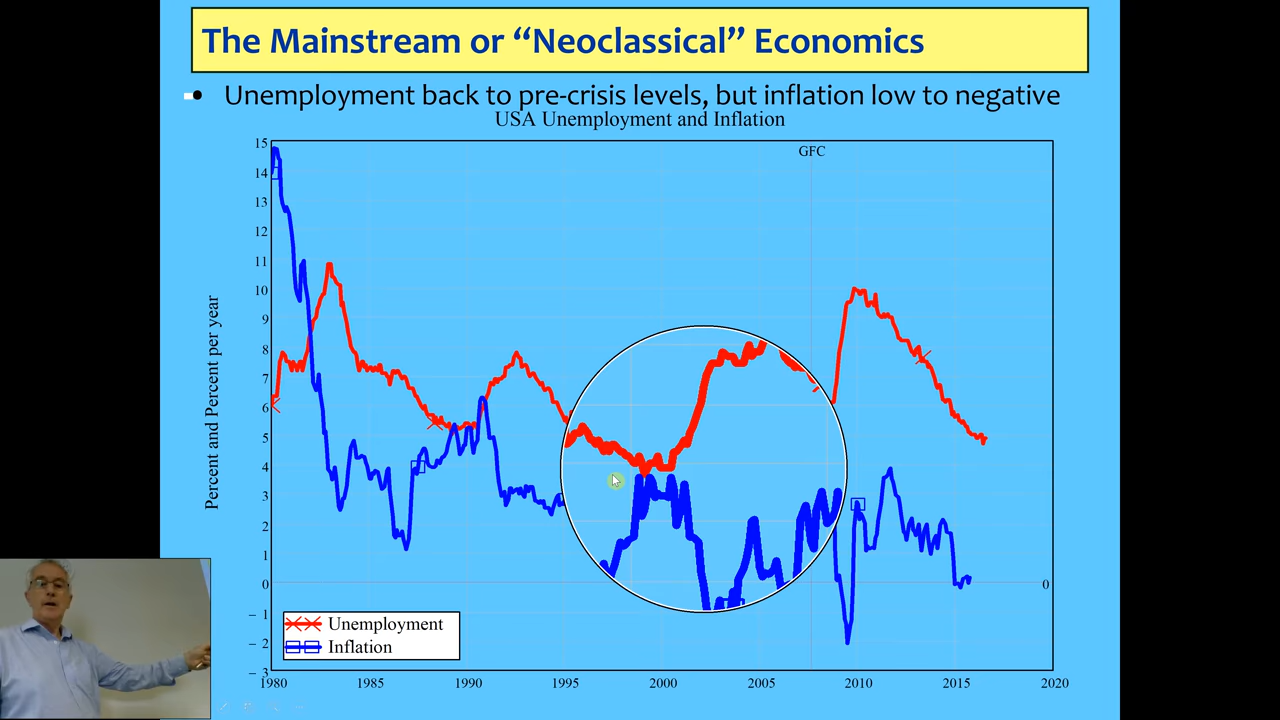 The Mainstream or “Neoclassical” Economics
• Unemployment back to pre-crisis levels, but inflation low to negative
USA Unemployment and Inflation
GFC
Percent and Percent per year
15
14
13
12
11
10
9
8
7
6
5
4
3
2
1
0
– 1
– 2
– 3
0
Unemployment
Inflation
1980 1985 1990 1995 2000 2005 2010 2015 2020